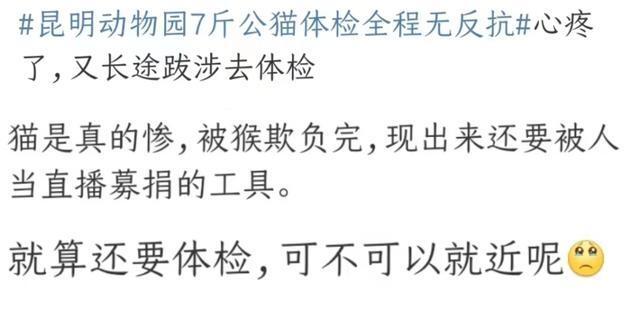 #昆明动物园7斤公猫体检全程无反抗#心疼
了,又长途跋涉去体检
猫是真的惨,被猴欺负完,现出来还要被人
当直播募捐的工具。
就算还要体检,可不可以就近呢🥺